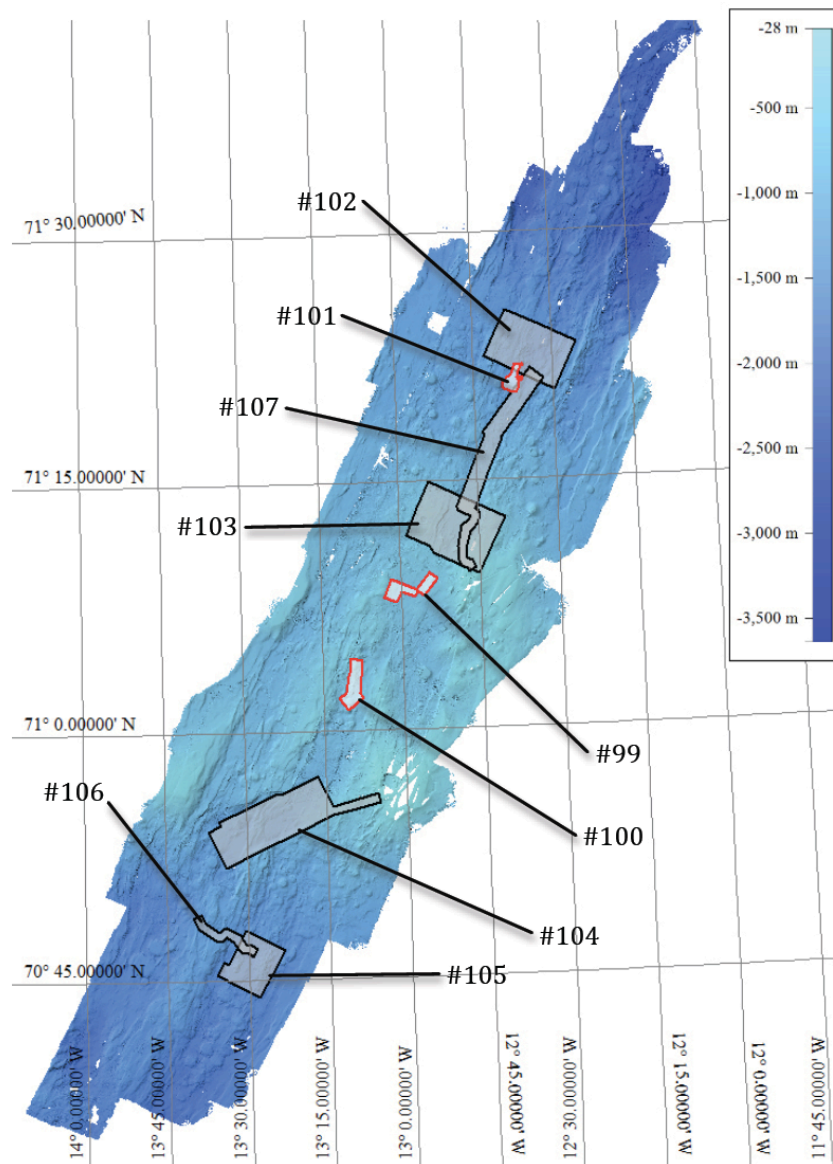 -28 m
-500 m
-1,000 m
-1,500 m
-2,000 m
-2,500 m
-3,000 m
-3,500 m
71° 30.00000' N
#102
#101
#107
71° 15.00000' N
#103
71° 0.00000' N
#99
#106
#100
#104
70° 45.00000' N
#105
14° 0.00000' W
13° 45.00000' W
13° 30.00000' W
13° 15.00000' W
13° 0.00000' W
12° 45.00000' W
12° 30.00000' W
12° 15.00000' W
12° 0.00000' W
11° 45.00000' W